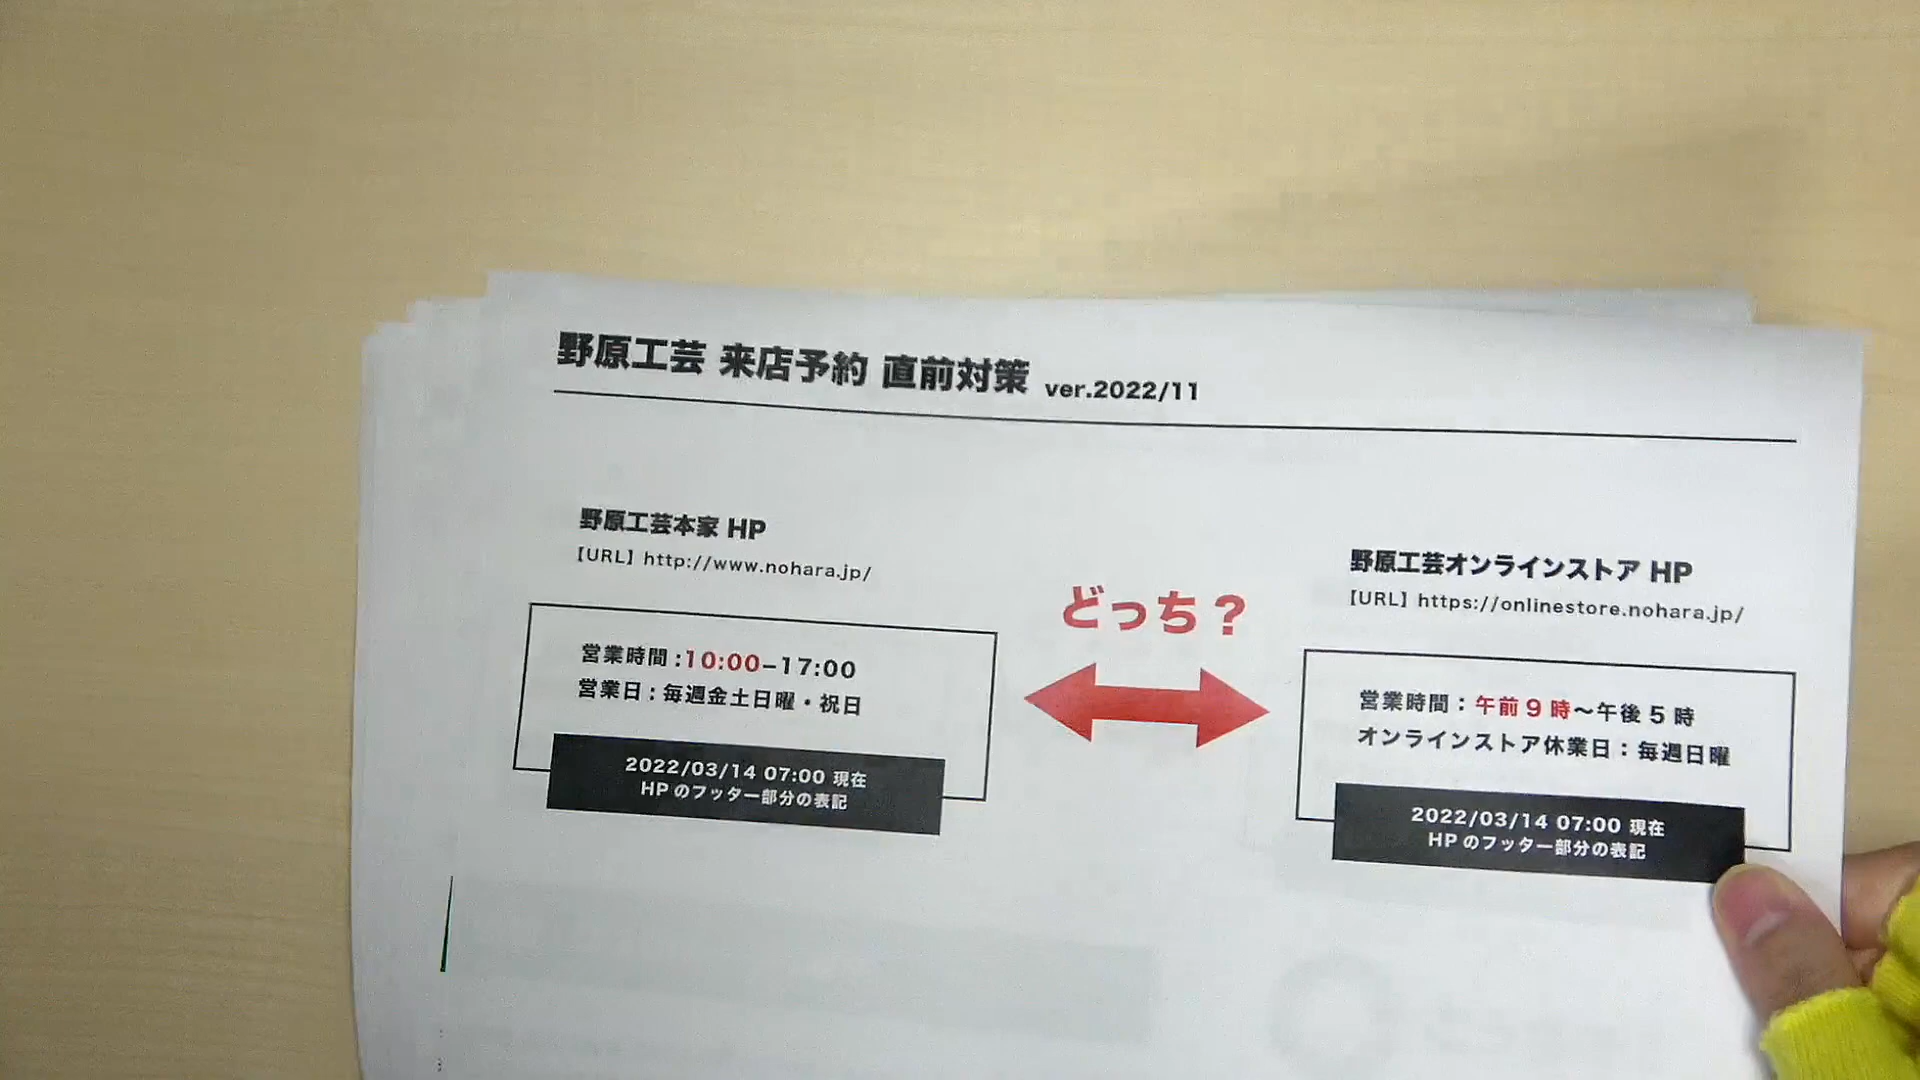 野原工芸 来店予約 直前対策 ver.2022/11
野原工芸本家 HP
【URL】http://www.nohara.jp/
営業時間:10:00−17:00
営業日：毎週金土日曜・祝日
2022/03/14 07:00 現在
HPのフッター部分の表記
どっち？
野原工芸オンラインストア HP
【URL】https://onlinestore.nohara.jp/
営業時間：午前9時〜午後5時
オンラインストア休業日：毎週日曜
2022/03/14 07:00 現在
HPのフッター部分の表記